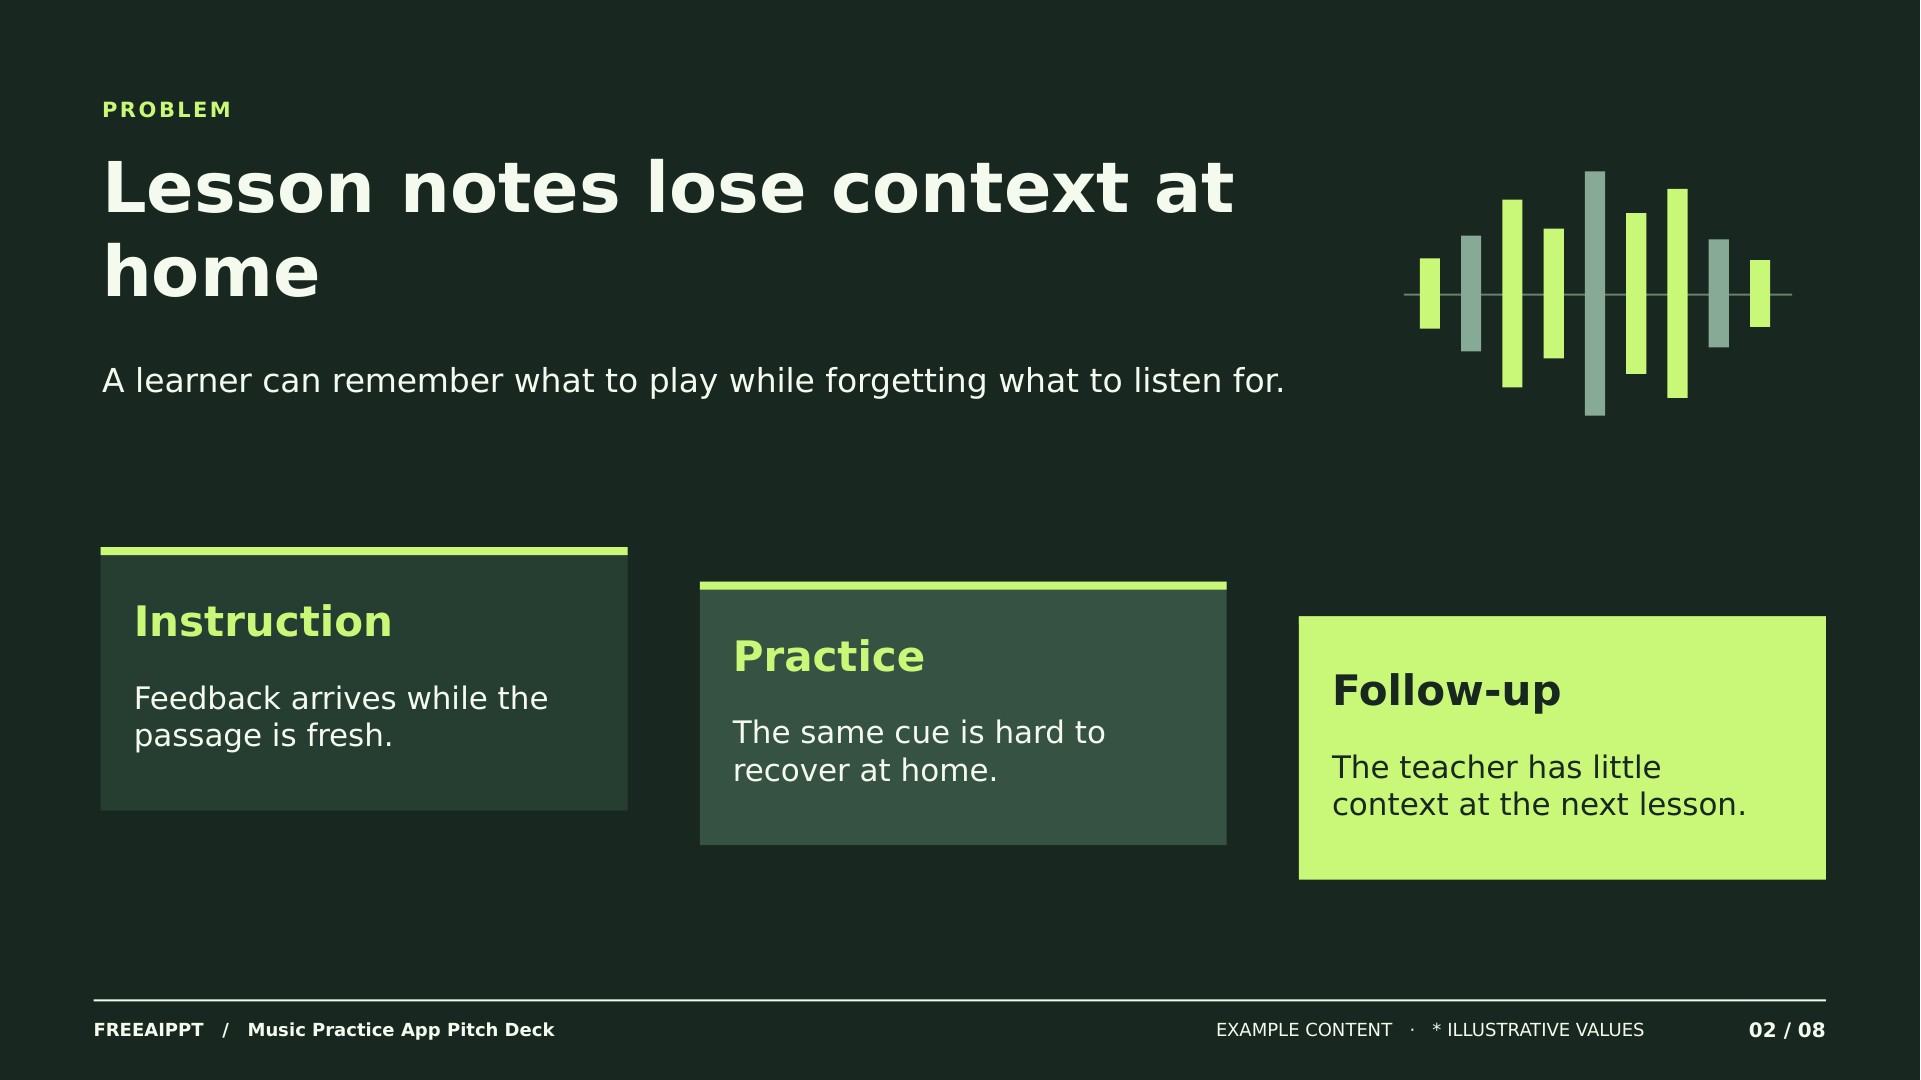 PROBLEM
Lesson notes lose context at
home
A learner can remember what to play while forgetting what to listen for.
Instruction
Feedback arrives while the
passage is fresh.
Practice
The same cue is hard to
recover at home.
Follow-up
The teacher has little
context at the next lesson.
FREEAIPPT / Music Practice App Pitch Deck
EXAMPLE CONTENT · * ILLUSTRATIVE VALUES
02 / 08